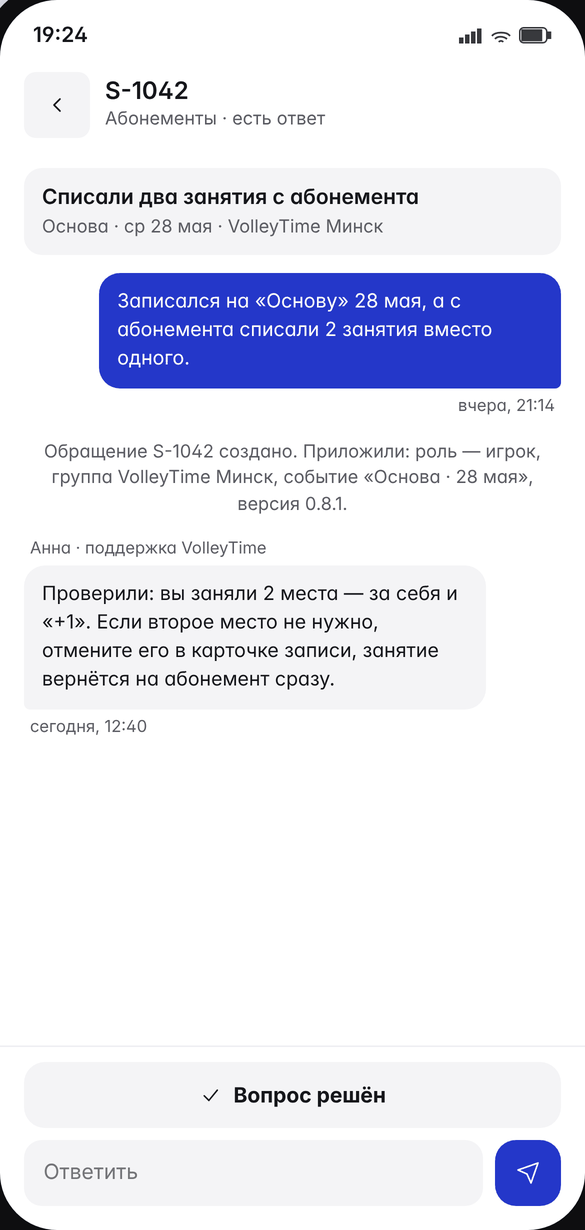 19:24
S-1042
Абонементы · есть ответ
Списали два занятия с абонемента
Основа · ср 28 мая · VolleyTime Минск
Записался на «Основу» 28 мая, а с
абонемента списали 2 занятия вместо
одного.
вчера, 21:14
Обращение S-1042 создано. Приложили: роль — игрок,
группа VolleyTime Минск, событие «Основа · 28 мая»,
версия 0.8.1.
Анна · поддержка VolleyTime
Проверили: вы заняли 2 места — за себя и
«+1». Если второе место не нужно,
отмените его в карточке записи, занятие
вернётся на абонемент сразу.
сегодня, 12:40
Вопрос решён
Ответить